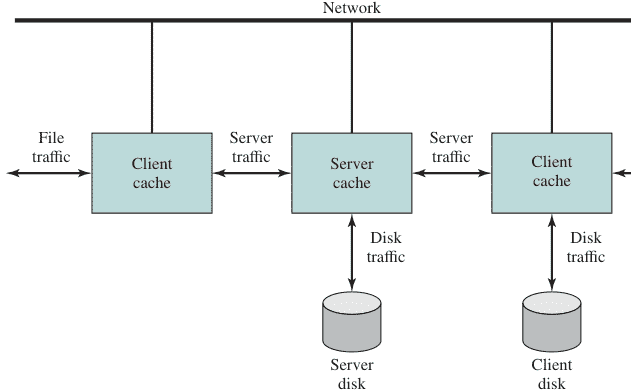 Network
File
traffic
Client
cache
Server
traffic
Server
cache
Server
traffic
Client
cache
Disk
traffic
Disk
traffic
Server
disk
Client
disk